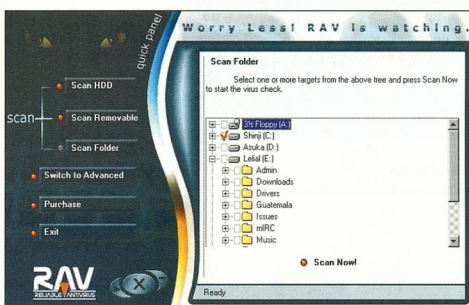 quick panel
Worry Less! RAV is watching.
scan
Scan HDD
Scan Removable
Scan Folder
Switch to Advanced
Purchase
Exit
RAV
RELIABLE ANTIVIRUS
X
Scan Folder
Select one or more targets from the above tree and press Scan Now
to start the virus check.
3½ Floppy (A:)
Shinji (C:)
Asuka (D:)
Lelial (E:)
Admin
Downloads
Drivers
Guatemala
Issues
mIRC
Music
Scan Now!
Ready